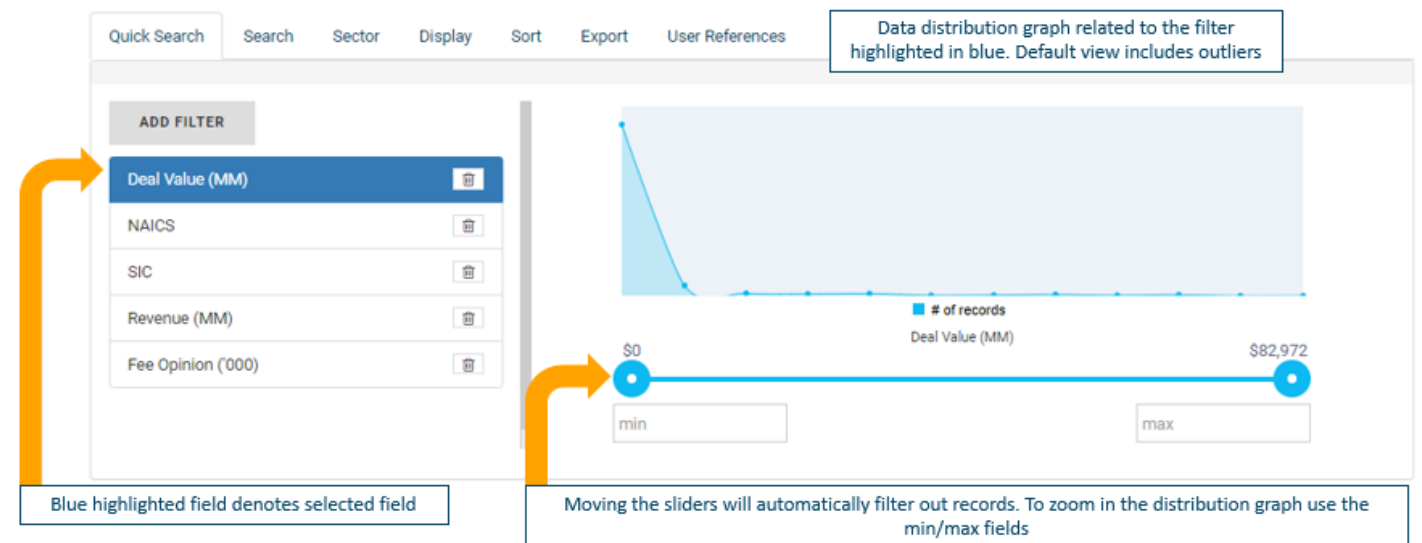 Quick Search Search Sector Display Sort Export User References
Data distribution graph related to the filter
highlighted in blue. Default view includes outliers
ADD FILTER
Deal Value (MM)
NAICS
SIC
Revenue (MM)
Fee Opinion ('000)
# of records
Deal Value (MM)
$0 $82,972
min max
Blue highlighted field denotes selected field
Moving the sliders will automatically filter out records. To zoom in the distribution graph use the
min/max fields